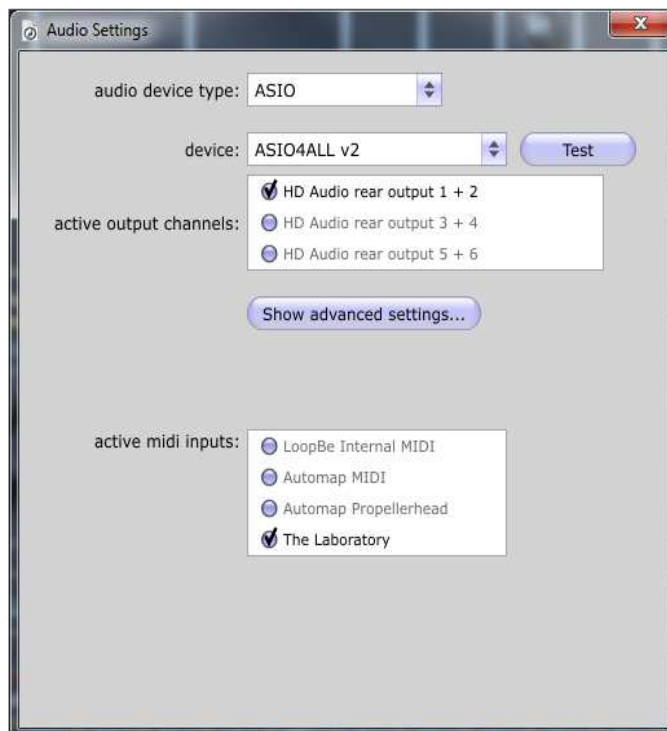 Audio Settings
audio device type: ASIO
device: ASIO4ALL v2 Test
active output channels:
HD Audio rear output 1 + 2
HD Audio rear output 3 + 4
HD Audio rear output 5 + 6
Show advanced settings...
active midi inputs:
LoopBe Internal MIDI
Automap MIDI
Automap Propellerhead
The Laboratory